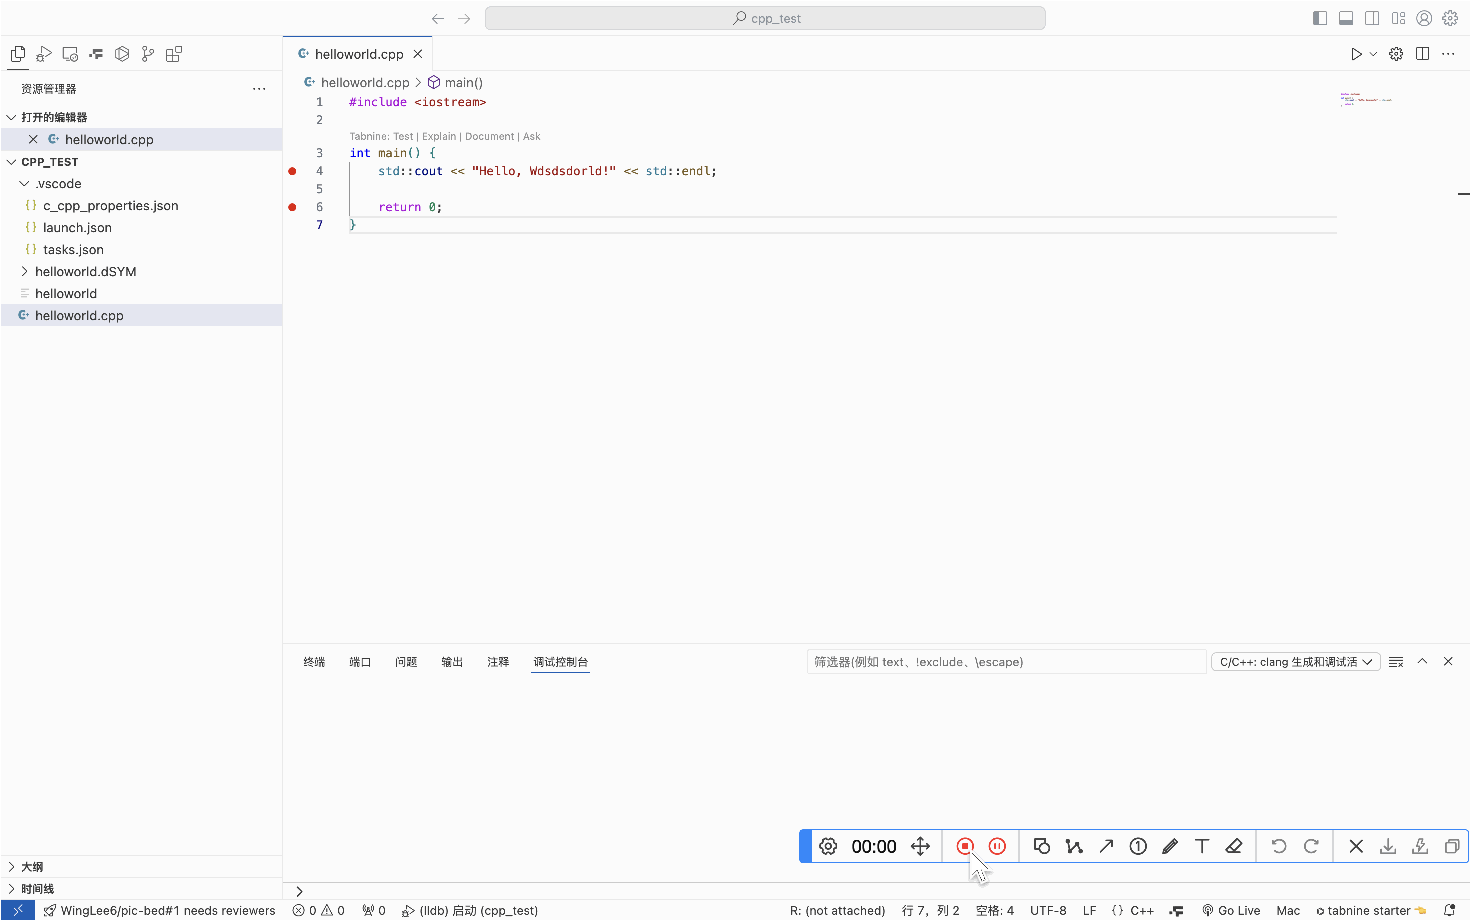 cpp_test
helloworld.cpp
资源管理器
helloworld.cpp > main()
打开的编辑器
helloworld.cpp
CPP_TEST
.vscode
c_cpp_properties.json
launch.json
tasks.json
helloworld.dSYM
helloworld
helloworld.cpp
1 #include <iostream>
2
Tabnine: Test | Explain | Document | Ask
3 int main() {
4 std::cout << "Hello, Wdsdsdorld!" << std::endl;
5
6 return 0;
7 }
终端 端口 问题 输出 注释 调试控制台 筛选器(例如 text、!exclude、\escape) C/C++: clang 生成和调试活
00:00
大纲
时间线
WingLee6/pic-bed#1 needs reviewers 0 0 0 (lldb) 启动 (cpp_test) R: (not attached) 行 7，列 2 空格: 4 UTF-8 LF {} C++ Go Live Mac tabnine starter